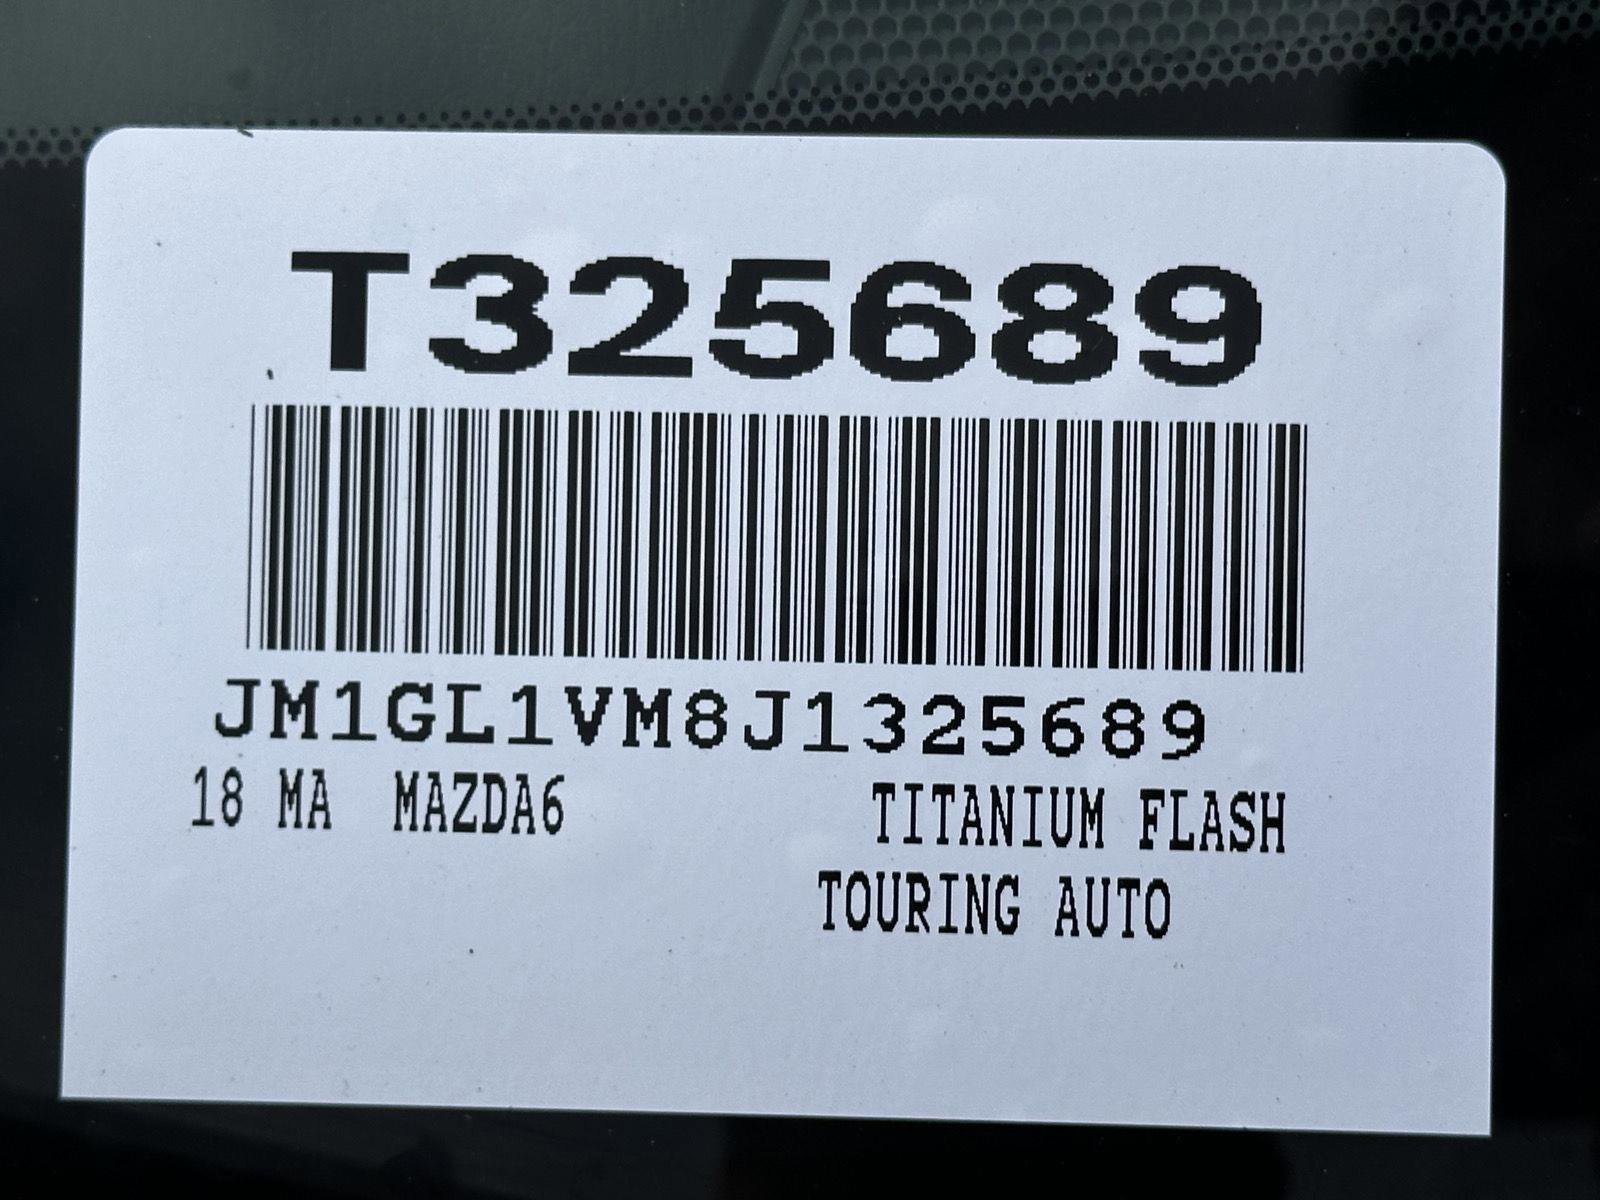 T325689
JM1GL1VM8J1325689
18 MA MAZDA6 TITANIUM FLASH
TOURING AUTO